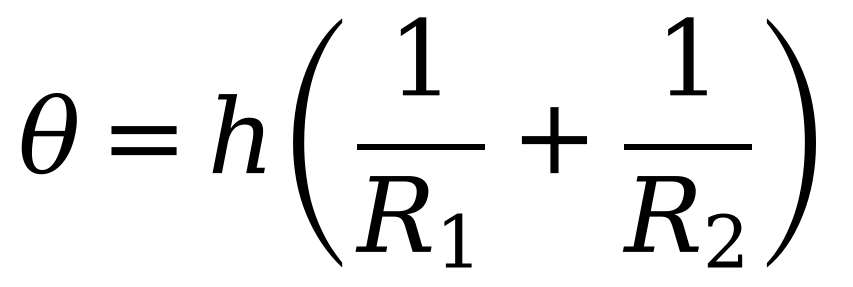 θ = h(1/R₁ + 1/R₂)